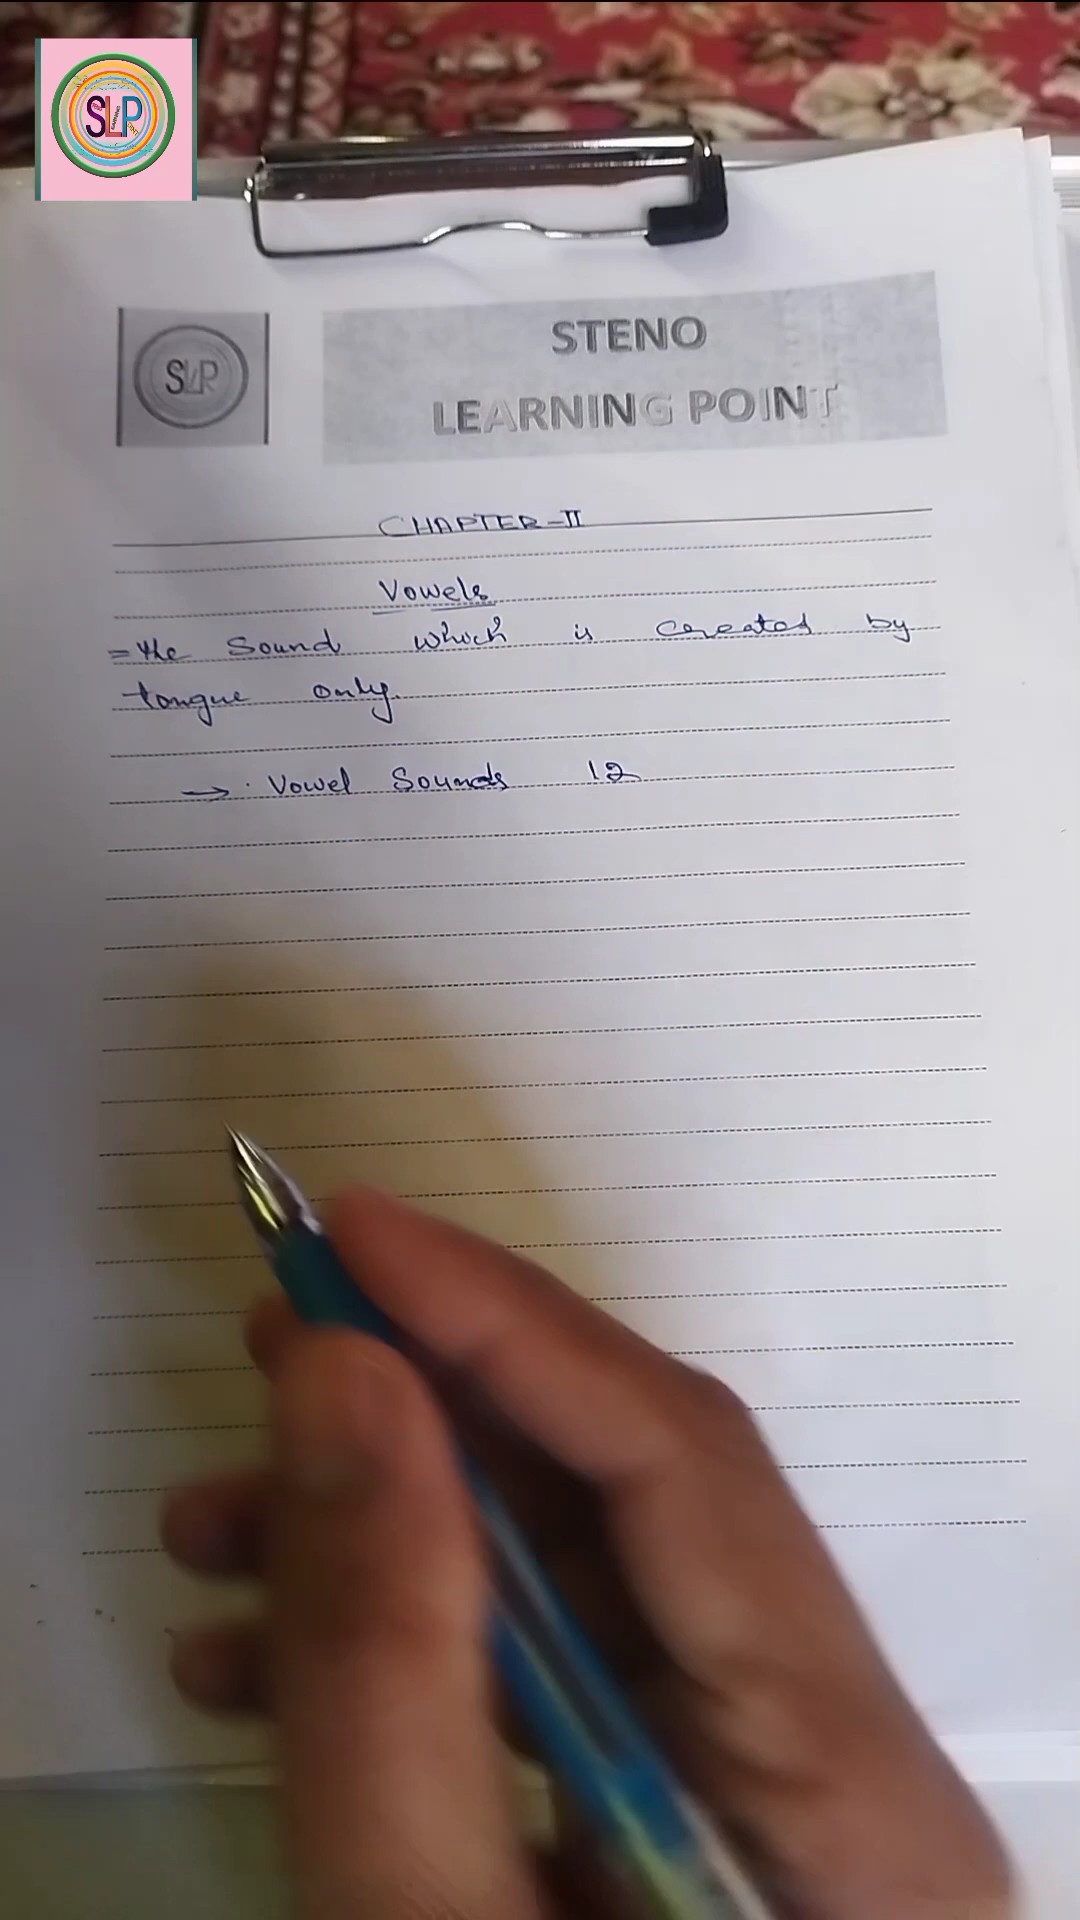 SLP
SLP
STENO
LEARNING POINT
CHAPTER-II
Vowels
= the Sound which is created by
tongue only.
→ Vowel Sounds 12